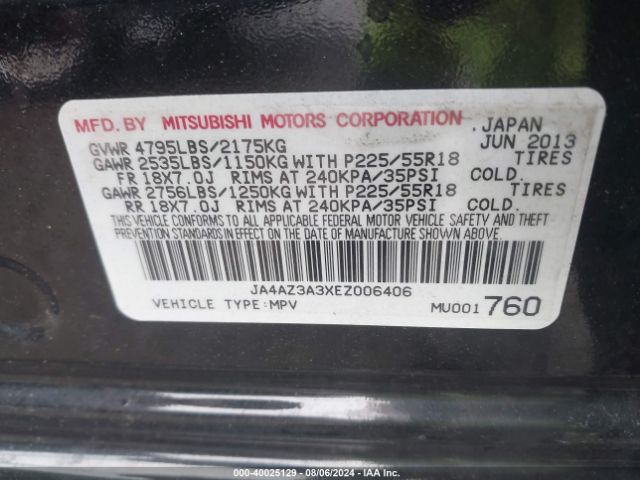 MFD. BY MITSUBISHI MOTORS CORPORATION , JAPAN
GVWR 4795LBS/2175KG JUN 2013
GAWR 2535LBS/1150KG WITH P225/55R18 TIRES
FR 18X7.0J RIMS AT 240KPA/35PSI COLD.
GAWR 2756LBS/1250KG WITH P225/55R18 TIRES
RR 18X7.0J RIMS AT 240KPA/35PSI COLD.
THIS VEHICLE CONFORMS TO ALL APPLICABLE FEDERAL MOTOR VEHICLE SAFETY AND THEFT
PREVENTION STANDARDS IN EFFECT ON THE DATE OF MANUFACTURE SHOWN ABOVE.
JA4AZ3A3XEZ006406
VEHICLE TYPE:MPV MU001760
000-40025129 - 08/06/2024 - IAA Inc.